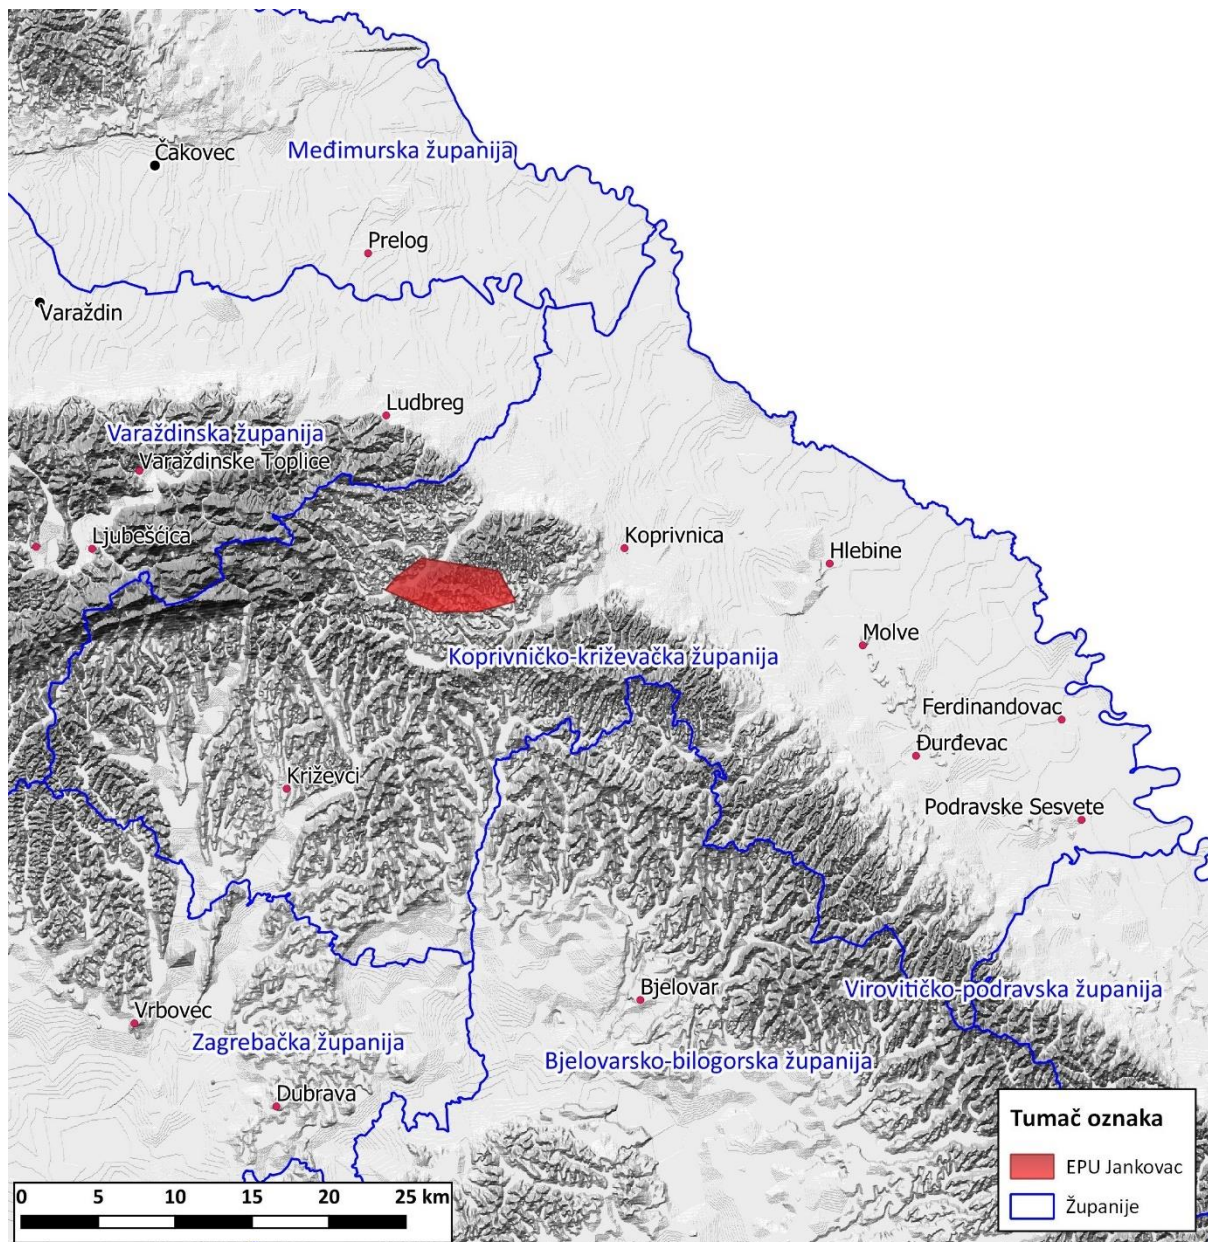 Čakovec
Međimurska županija
Prelog
Varaždin
Ludbreg
Varaždinska županija
Varaždinske Toplice
Ljubešćica
Koprivnica
Hlebine
Molve
Koprivničko-križevačka županija
Ferdinandovac
Đurđevac
Križevci
Podravske Sesvete
Bjelovar
Virovitičko-podravska županija
Vrbovec
Zagrebačka županija
Bjelovarsko-bilogorska županija
Dubrava
Tumač oznaka
EPU Jankovac
Županije
0 5 10 15 20 25 km